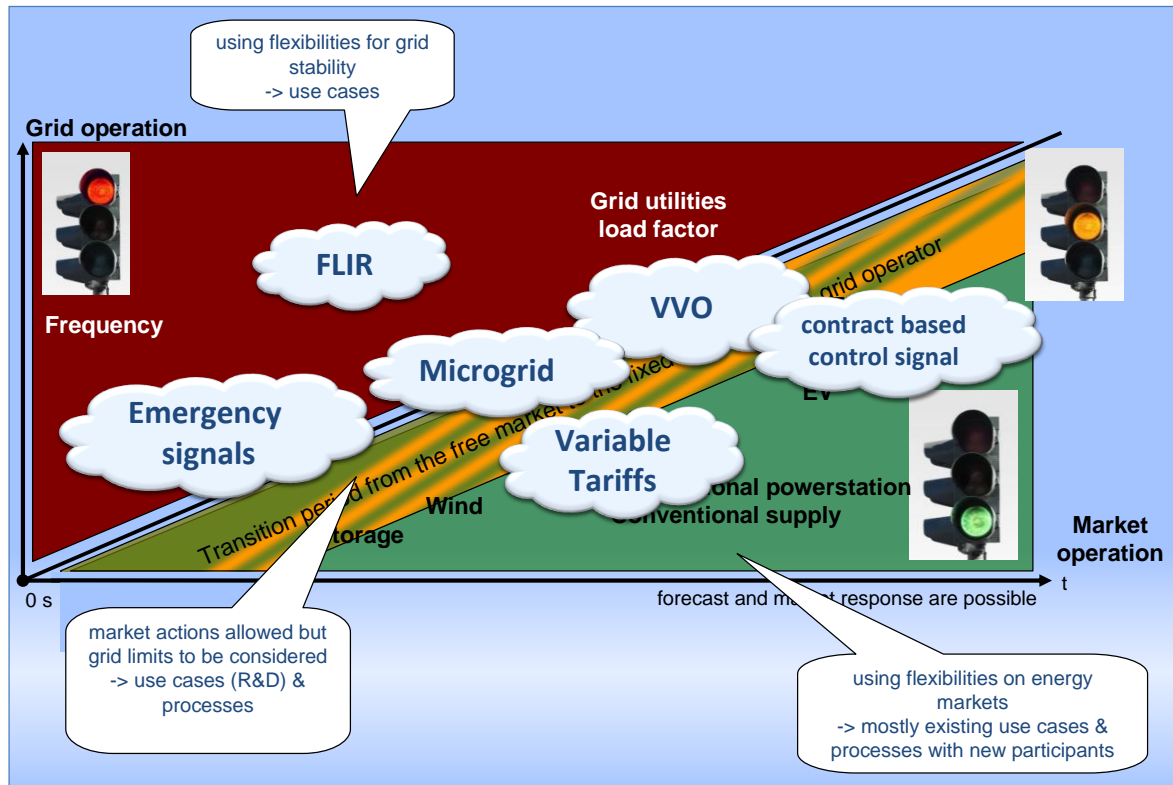 using flexibilities for grid
stability
-> use cases
Grid operation
Grid utilities
load factor
FLIR
grid operator
VVO
Frequency
contract based
control signal
Microgrid
EV
Emergency
signals
Transition period from the free market to the fixed
Variable
Tariffs
powerstation
Wind
supply
Market
operation
0 s
forecast and market response are possible
t
market actions allowed but
grid limits to be considered
-> use cases (R&D) &
processes
using flexibilities on energy
markets
-> mostly existing use cases &
processes with new participants